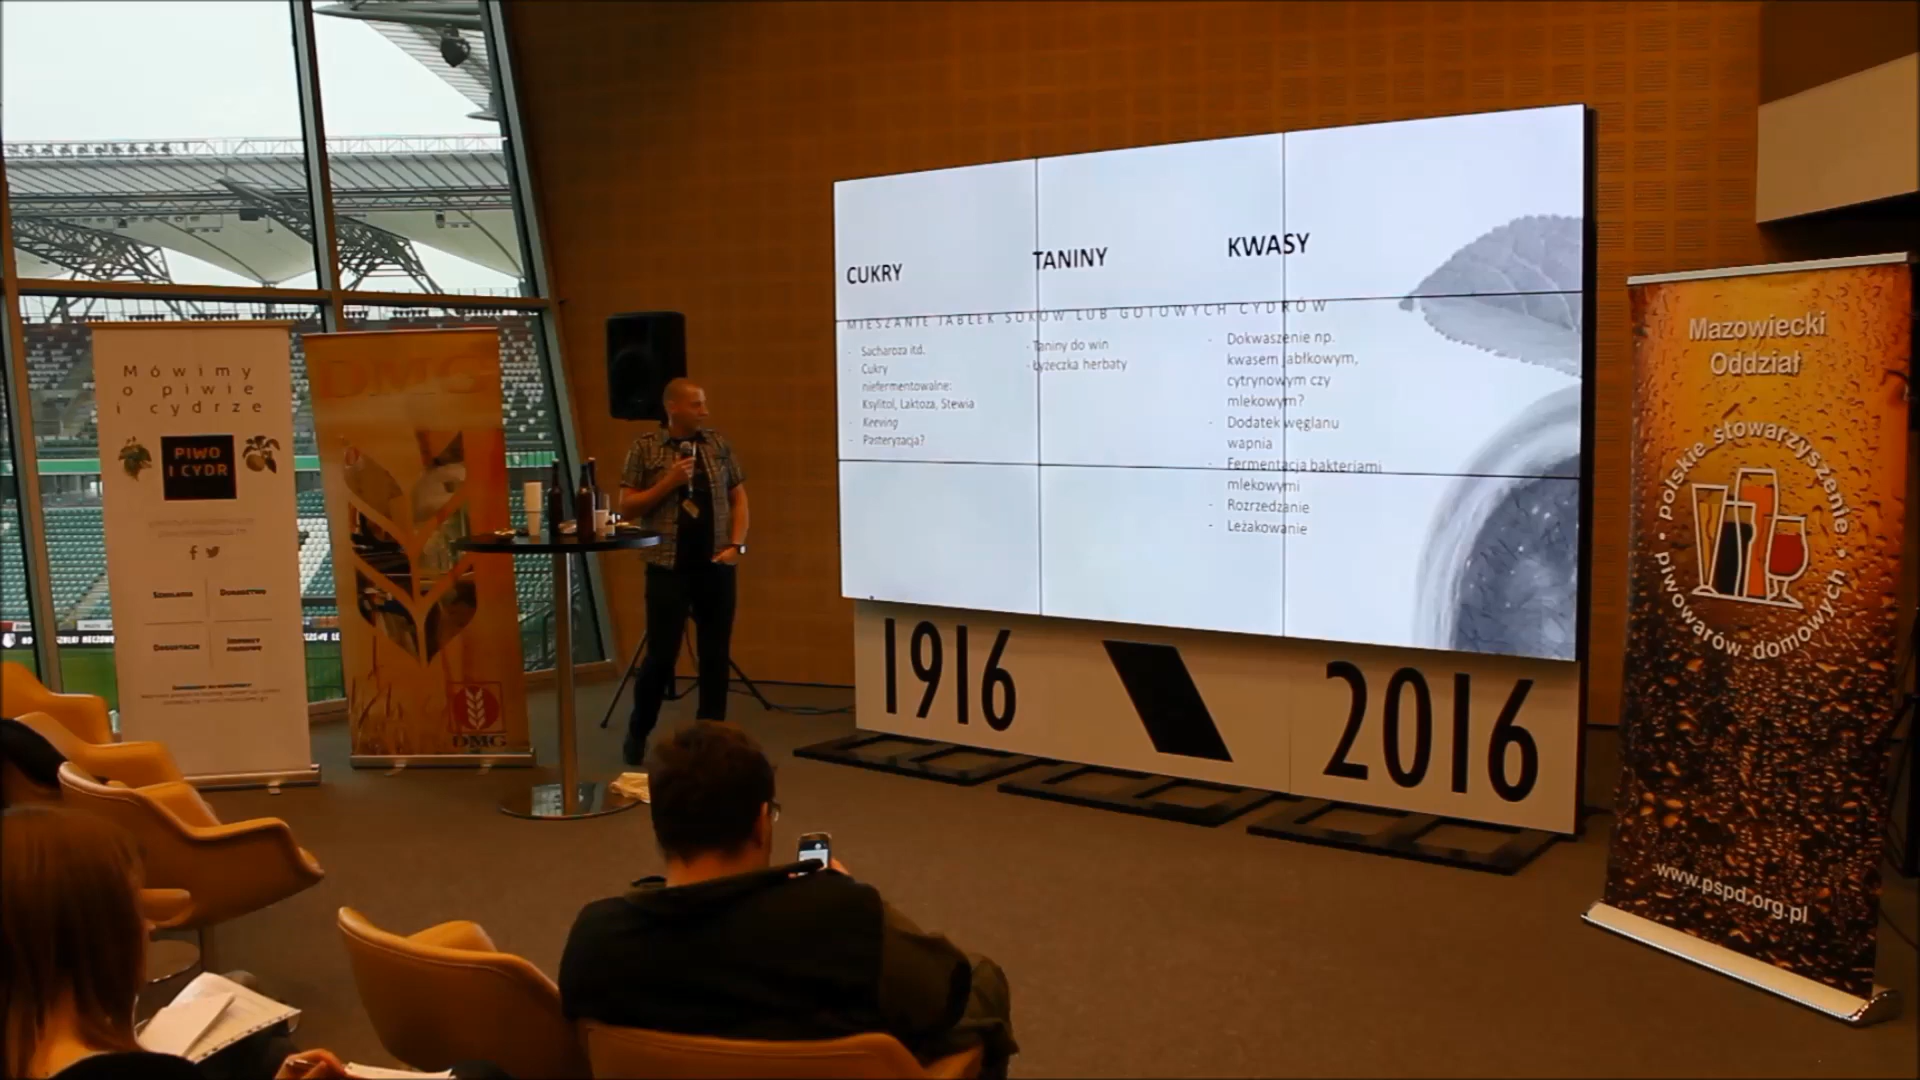 Mówimy
o piwie
i cydrze
PIWO
I CYDR
SZKOLENIA
DORADZTWO
DEGUSTACJE
DMG
DMG
CUKRY
TANINY
KWASY
MIESZANIE JABŁEK SOKÓW LUB GOTOWYCH CYDRÓW
- Sacharoza itd.
- Cukry
niefermentowalne:
Ksylitol, Laktoza, Stewia
- Keeving
- Pasteryzacja?
- Taniny do win
- Łyżeczka herbaty
- Dokwaszenie np.
kwasem jabłkowym,
cytrynowym czy
mlekowym?
- Dodatek węglanu
wapnia
- Fermentacja bakteriami
mlekowymi
- Rozrzedzanie
- Leżakowanie
1916
2016
Mazowiecki
Oddział
polskie stowarzyszenie
piwowarów domowych
www.pspd.org.pl